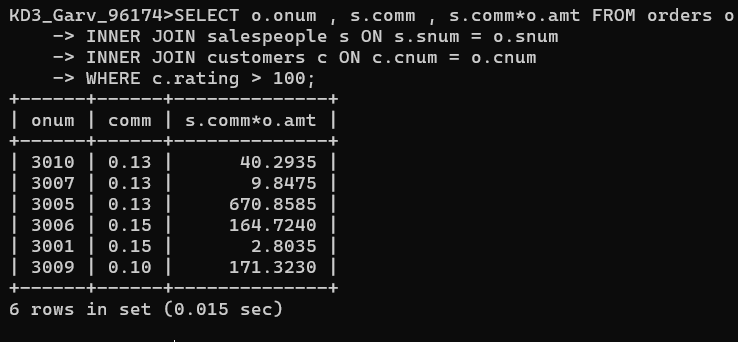 KD3_Garv_96174>SELECT o.onum , s.comm , s.comm*o.amt FROM orders o
    -> INNER JOIN salespeople s ON s.snum = o.snum
    -> INNER JOIN customers c ON c.cnum = o.cnum
    -> WHERE c.rating > 100;
+------+------+--------------+
| onum | comm | s.comm*o.amt |
+------+------+--------------+
| 3010 | 0.13 |      40.2935 |
| 3007 | 0.13 |       9.8475 |
| 3005 | 0.13 |     670.8585 |
| 3006 | 0.15 |     164.7240 |
| 3001 | 0.15 |       2.8035 |
| 3009 | 0.10 |     171.3230 |
+------+------+--------------+
6 rows in set (0.015 sec)